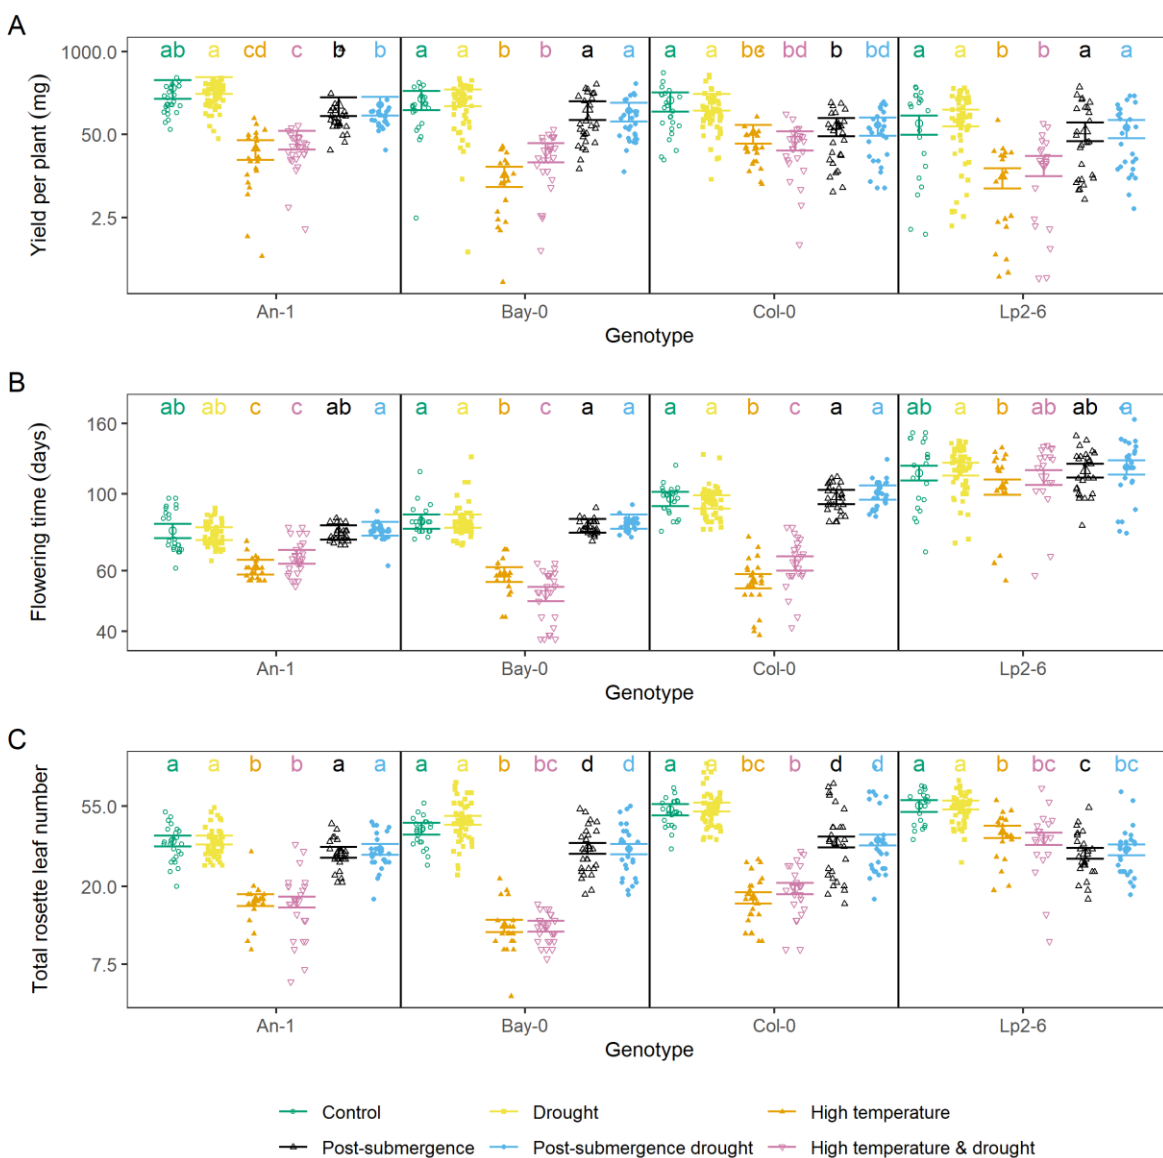 A
ab a cd c b b a a b b a a a a bc bd b bd a a b b a a
Yield per plant (mg)
1000.0
50.0
2.5
An-1 Bay-0 Col-0 Lp2-6
Genotype
B
ab ab c c ab a a a b c a a a a b c a a ab a b ab ab a
Flowering time (days)
160
100
60
40
An-1 Bay-0 Col-0 Lp2-6
Genotype
C
a a b b a a a a b bc d d a a bc b d d a a b bc c bc
Total rosette leaf number
55.0
20.0
7.5
An-1 Bay-0 Col-0 Lp2-6
Genotype
Control Drought High temperature
Post-submergence Post-submergence drought High temperature & drought